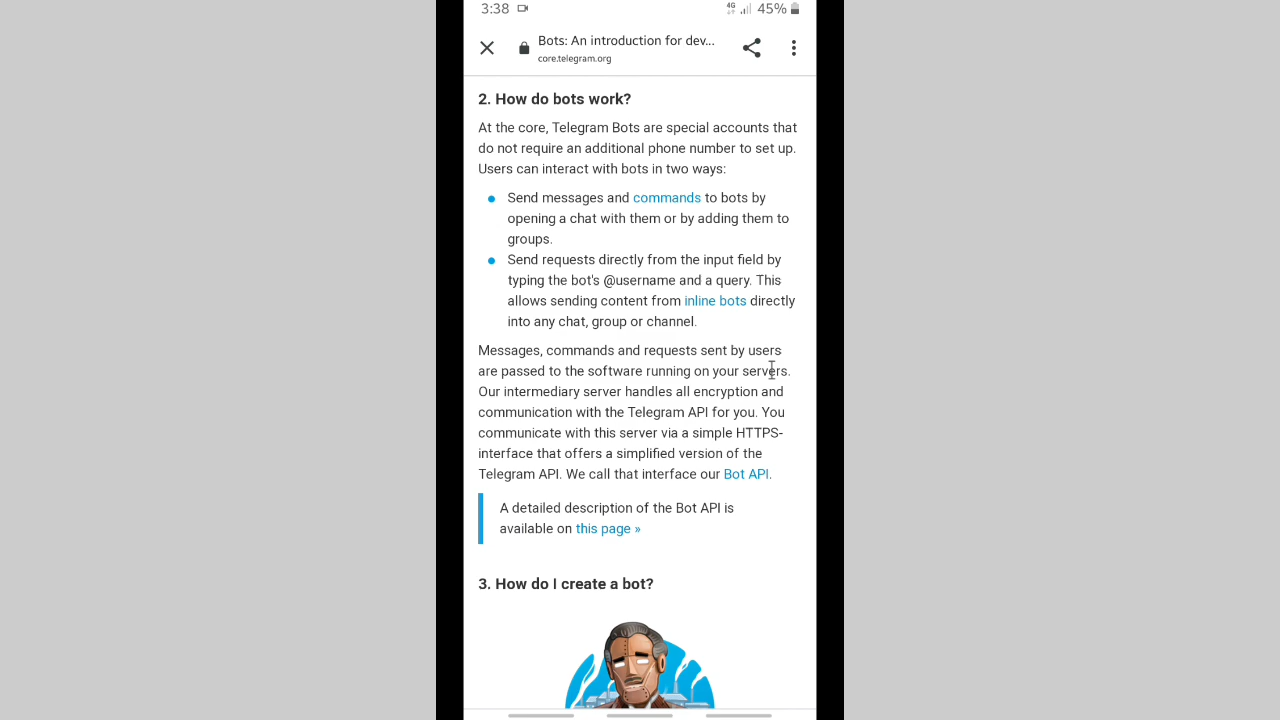 3:38
4G
45%
Bots: An introduction for dev...
core.telegram.org
2. How do bots work?
At the core, Telegram Bots are special accounts that
do not require an additional phone number to set up.
Users can interact with bots in two ways:
Send messages and commands to bots by
opening a chat with them or by adding them to
groups.
Send requests directly from the input field by
typing the bot's @username and a query. This
allows sending content from inline bots directly
into any chat, group or channel.
Messages, commands and requests sent by users
are passed to the software running on your servers.
Our intermediary server handles all encryption and
communication with the Telegram API for you. You
communicate with this server via a simple HTTPS-
interface that offers a simplified version of the
Telegram API. We call that interface our Bot API.
A detailed description of the Bot API is
available on this page »
3. How do I create a bot?